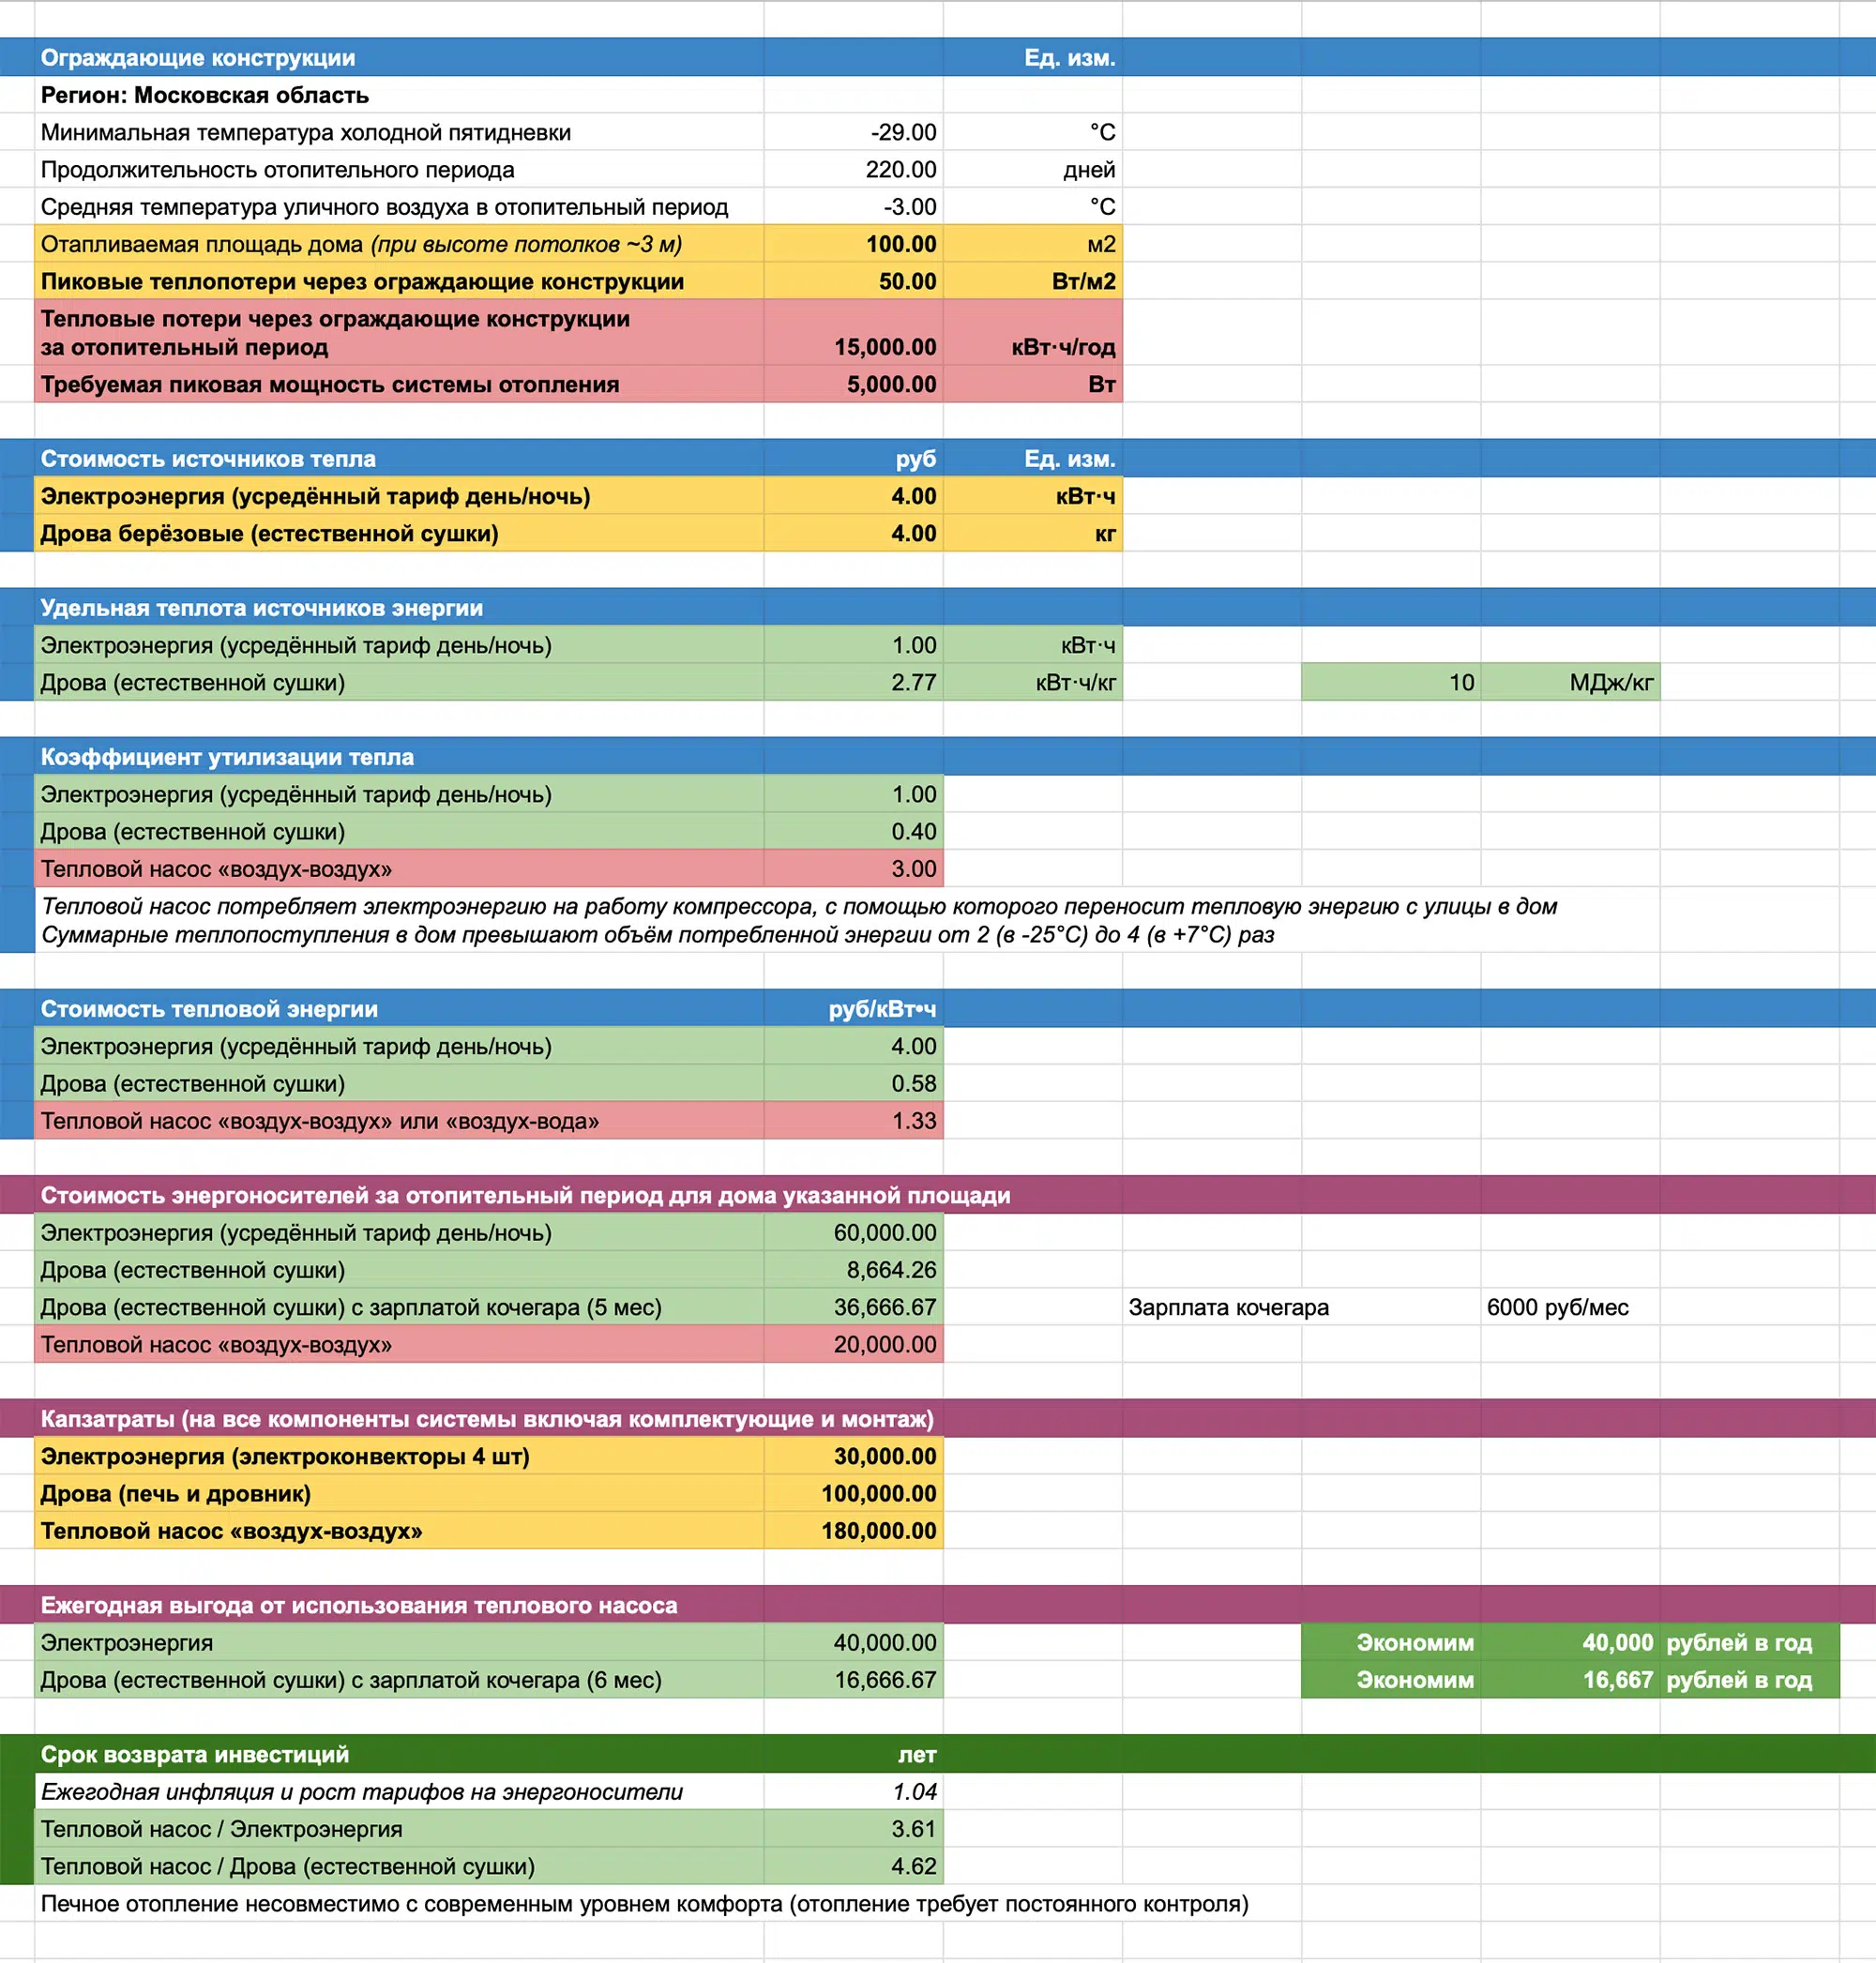 Ограждающие конструкции Ед. изм.
Регион: Московская область
Минимальная температура холодной пятидневки -29.00 °C
Продолжительность отопительного периода 220.00 дней
Средняя температура уличного воздуха в отопительный период -3.00 °C
Отапливаемая площадь дома (при высоте потолков ~3 м) 100.00 м2
Пиковые теплопотери через ограждающие конструкции 50.00 Вт/м2
Тепловые потери через ограждающие конструкции
за отопительный период 15,000.00 кВт·ч/год
Требуемая пиковая мощность системы отопления 5,000.00 Вт
Стоимость источников тепла руб Ед. изм.
Электроэнергия (усредённый тариф день/ночь) 4.00 кВт·ч
Дрова берёзовые (естественной сушки) 4.00 кг
Удельная теплота источников энергии
Электроэнергия (усредённый тариф день/ночь) 1.00 кВт·ч
Дрова (естественной сушки) 2.77 кВт·ч/кг 10 МДж/кг
Коэффициент утилизации тепла
Электроэнергия (усредённый тариф день/ночь) 1.00
Дрова (естественной сушки) 0.40
Тепловой насос «воздух-воздух» 3.00
Тепловой насос потребляет электроэнергию на работу компрессора, с помощью которого переносит тепловую энергию с улицы в дом
Суммарные теплопоступления в дом превышают объём потребленной энергии от 2 (в -25°C) до 4 (в +7°C) раз
Стоимость тепловой энергии руб/кВт•ч
Электроэнергия (усредённый тариф день/ночь) 4.00
Дрова (естественной сушки) 0.58
Тепловой насос «воздух-воздух» или «воздух-вода» 1.33
Стоимость энергоносителей за отопительный период для дома указанной площади
Электроэнергия (усредённый тариф день/ночь) 60,000.00
Дрова (естественной сушки) 8,664.26
Дрова (естественной сушки) с зарплатой кочегара (5 мес) 36,666.67 Зарплата кочегара 6000 руб/мес
Тепловой насос «воздух-воздух» 20,000.00
Капзатраты (на все компоненты системы включая комплектующие и монтаж)
Электроэнергия (электроконвекторы 4 шт) 30,000.00
Дрова (печь и дровник) 100,000.00
Тепловой насос «воздух-воздух» 180,000.00
Ежегодная выгода от использования теплового насоса
Электроэнергия 40,000.00 Экономим 40,000 рублей в год
Дрова (естественной сушки) с зарплатой кочегара (6 мес) 16,666.67 Экономим 16,667 рублей в год
Срок возврата инвестиций лет
Ежегодная инфляция и рост тарифов на энергоносители 1.04
Тепловой насос / Электроэнергия 3.61
Тепловой насос / Дрова (естественной сушки) 4.62
Печное отопление несовместимо с современным уровнем комфорта (отопление требует постоянного контроля)